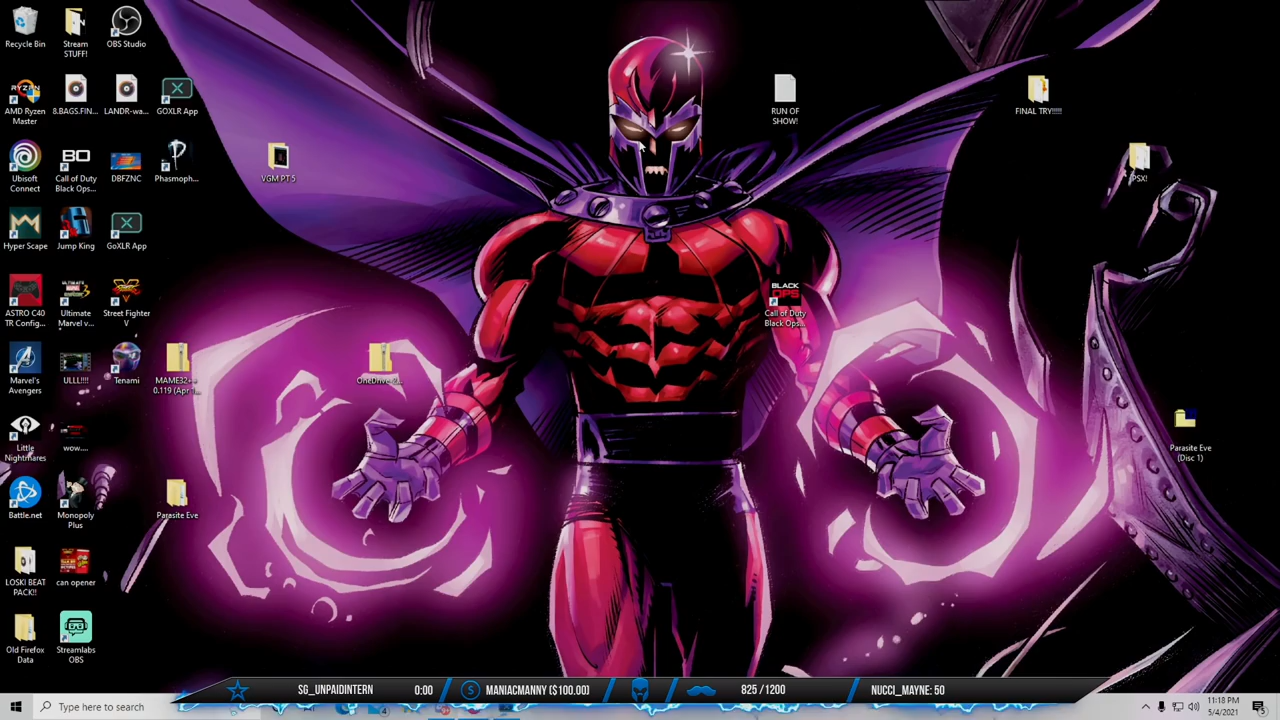 Recycle Bin
Stream
STUFF!
OBS Studio
RYZEN
AMD Ryzen
Master
8.BAGS.FIN...
LANDR-wa...
GOXLR App
RUN OF
SHOW!
FINAL TRY!!!!!
Ubisoft
Connect
BO
Call of Duty
Black Ops...
DBFZNC
Phasmoph...
VGM PT 5
PSX!
Hyper Scape
Jump King
GoXLR App
ASTRO C40
TR Config...
Ultimate
Marvel v...
Street Fighter
V
BLACK
OPS
Call of Duty
Black Ops...
Marvel's
Avengers
ULLL!!!!
Tenami
MAME32++
0.119 (Apr 1...
Little
Nightmares
wow....
Parasite Eve
(Disc 1)
Battle.net
Monopoly
Plus
Parasite Eve
LOSKI BEAT
PACK!!
can opener
Old Firefox
Data
Streamlabs
OBS
SG_UNPAIDINTERN
0:00
MANIACMANNY ($100.00)
825 /1200
NUCCI_MAYNE: 50
Type here to search
11:18 PM
5/4/2021